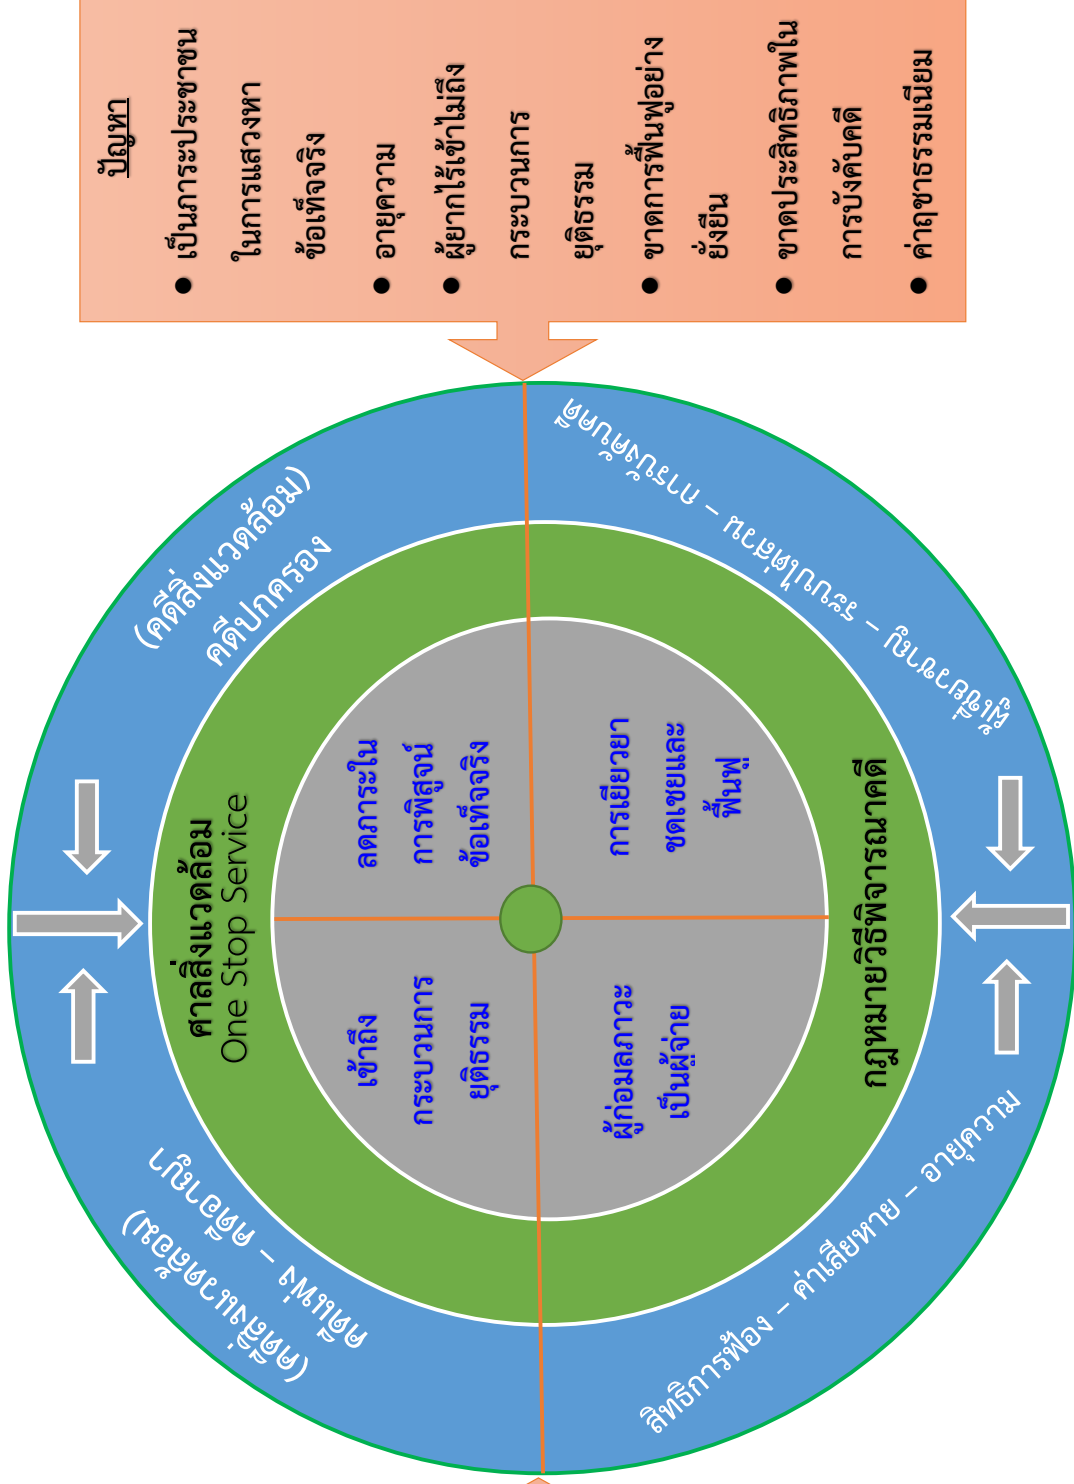 (คดีสิ่งแวดล้อม)
คดีแพ่ง – คดีอาญา
(คดีสิ่งแวดล้อม)
คดีปกครอง
ศาลสิ่งแวดล้อม
One Stop Service
เข้าถึง
กระบวนการ
ยุติธรรม
ลดภาระใน
การพิสูจน์
ข้อเท็จจริง
ผู้ก่อมลภาวะ
เป็นผู้จ่าย
การเยียวยา
ชดเชยและ
ฟื้นฟู
กฎหมายวิธีพิจารณาคดี
สิทธิการฟ้อง – ค่าเสียหาย – อายุความ
ผู้เชี่ยวชาญ – ระบบไต่สวน – การบังคับคดี
ปัญหา
● เป็นภาระประชาชน
ในการแสวงหา
ข้อเท็จจริง
● อายุความ
● ผู้ยากไร้เข้าไม่ถึง
กระบวนการ
ยุติธรรม
● ขาดการฟื้นฟูอย่าง
ยั่งยืน
● ขาดประสิทธิภาพใน
การบังคับคดี
● ค่าฤชาธรรมเนียม